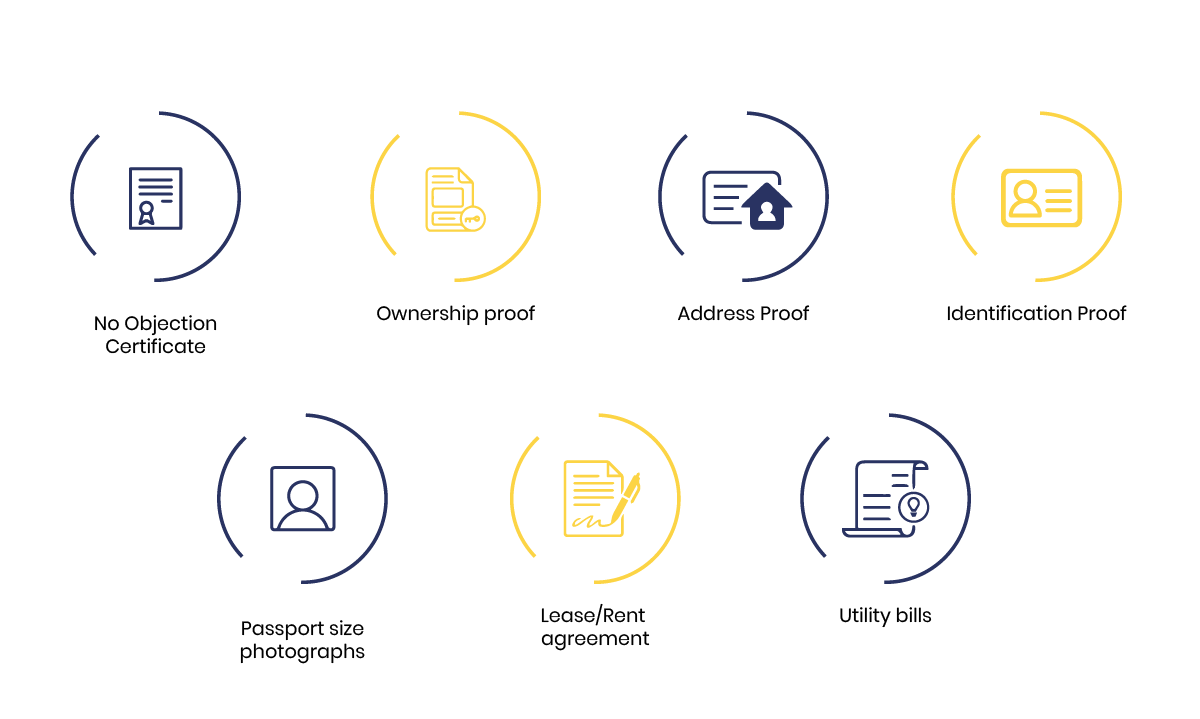 No Objection
Certificate
Ownership proof
Address Proof
Identification Proof
Passport size
photographs
Lease/Rent
agreement
Utility bills